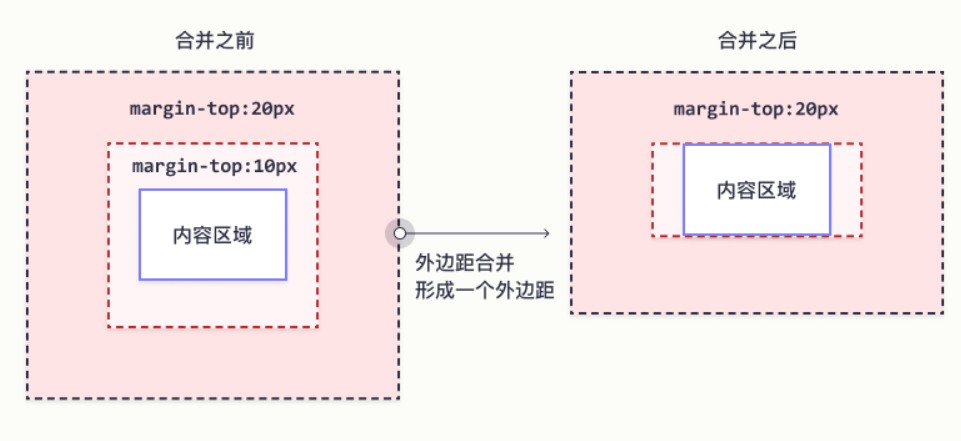 合并之前
合并之后
margin-top:20px
margin-top:20px
margin-top:10px
内容区域
内容区域
外边距合并
形成一个外边距